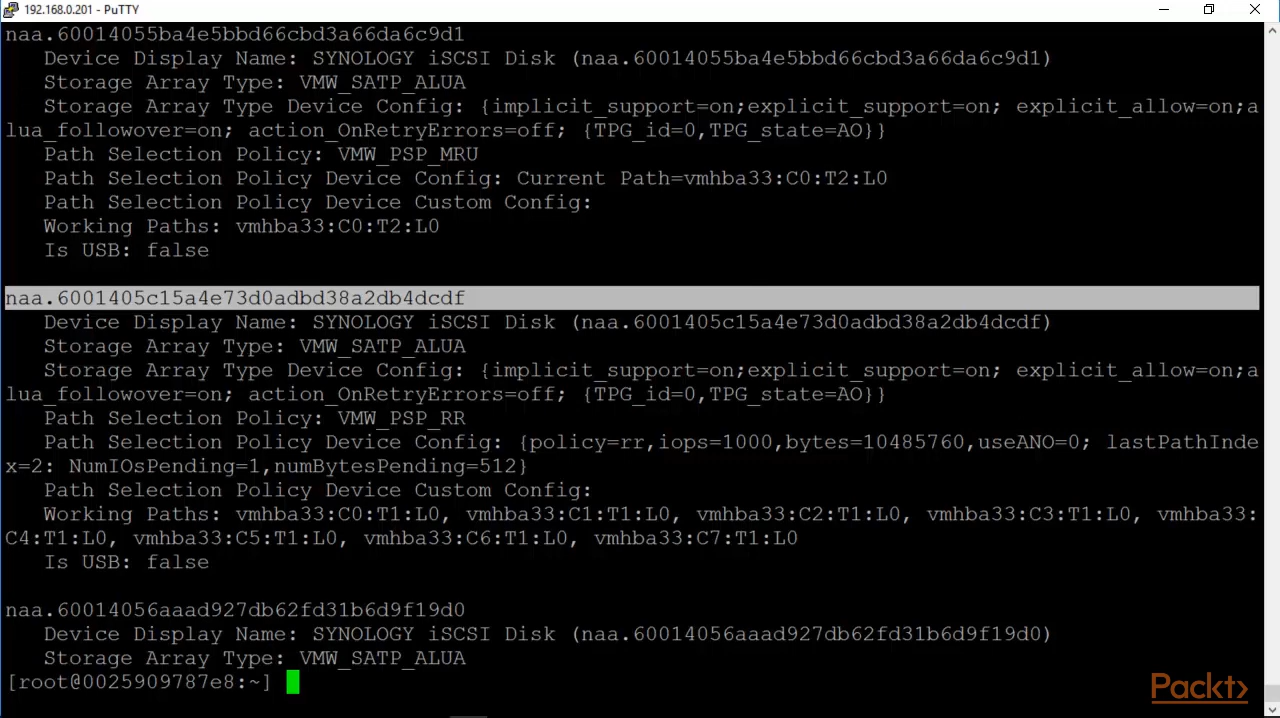 192.168.0.201 - PuTTY
naa.60014055ba4e5bbd66cbd3a66da6c9d1
Device Display Name: SYNOLOGY iSCSI Disk (naa.60014055ba4e5bbd66cbd3a66da6c9d1)
Storage Array Type: VMW_SATP_ALUA
Storage Array Type Device Config: {implicit_support=on;explicit_support=on; explicit_allow=on;a
lua_followover=on; action_OnRetryErrors=off; {TPG_id=0,TPG_state=AO}}
Path Selection Policy: VMW_PSP_MRU
Path Selection Policy Device Config: Current Path=vmhba33:C0:T2:L0
Path Selection Policy Device Custom Config:
Working Paths: vmhba33:C0:T2:L0
Is USB: false
naa.6001405c15a4e73d0adbd38a2db4dcdf
Device Display Name: SYNOLOGY iSCSI Disk (naa.6001405c15a4e73d0adbd38a2db4dcdf)
Storage Array Type: VMW_SATP_ALUA
Storage Array Type Device Config: {implicit_support=on;explicit_support=on; explicit_allow=on;a
lua_followover=on; action_OnRetryErrors=off; {TPG_id=0,TPG_state=AO}}
Path Selection Policy: VMW_PSP_RR
Path Selection Policy Device Config: {policy=rr,iops=1000,bytes=10485760,useANO=0; lastPathInde
x=2: NumIOsPending=1,numBytesPending=512}
Path Selection Policy Device Custom Config:
Working Paths: vmhba33:C0:T1:L0, vmhba33:C1:T1:L0, vmhba33:C2:T1:L0, vmhba33:C3:T1:L0, vmhba33:
C4:T1:L0, vmhba33:C5:T1:L0, vmhba33:C6:T1:L0, vmhba33:C7:T1:L0
Is USB: false
naa.60014056aaad927db62fd31b6d9f19d0
Device Display Name: SYNOLOGY iSCSI Disk (naa.60014056aaad927db62fd31b6d9f19d0)
Storage Array Type: VMW_SATP_ALUA
[root@0025909787e8:~]
Packt>